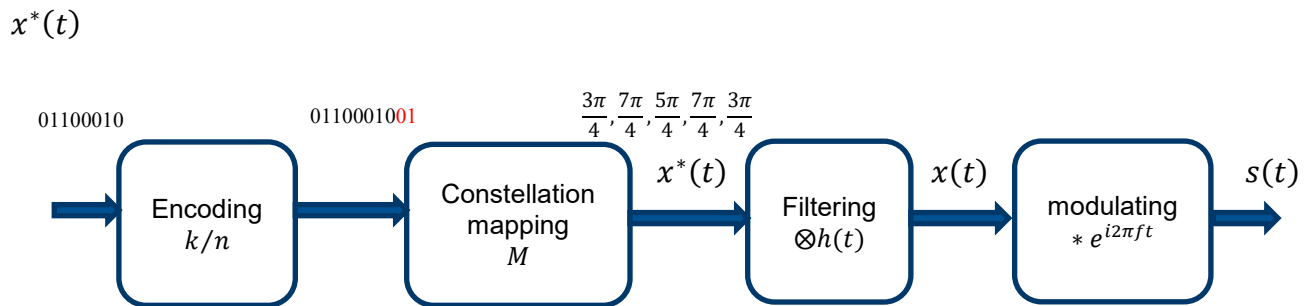 x*(t)
01100010
0110001001
3π/4, 7π/4, 5π/4, 7π/4, 3π/4
Encoding
k/n
Constellation
mapping
M
x*(t)
Filtering
⊗h(t)
x(t)
modulating
* e^{i2πft}
s(t)